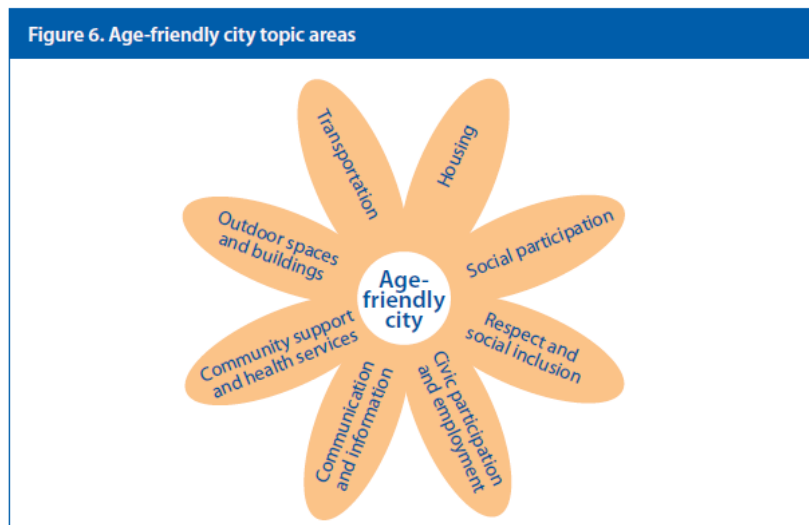 Figure 6. Age-friendly city topic areas
Transportation
Housing
Outdoor spaces
and buildings
Social participation
Age-
friendly
city
Community support
and health services
Respect and
social inclusion
Communication
and information
Civic participation
and employment